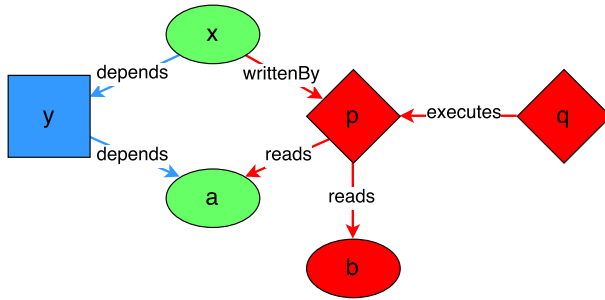 x
depends
writtenBy
y
p
executes
q
depends
reads
a
reads
b